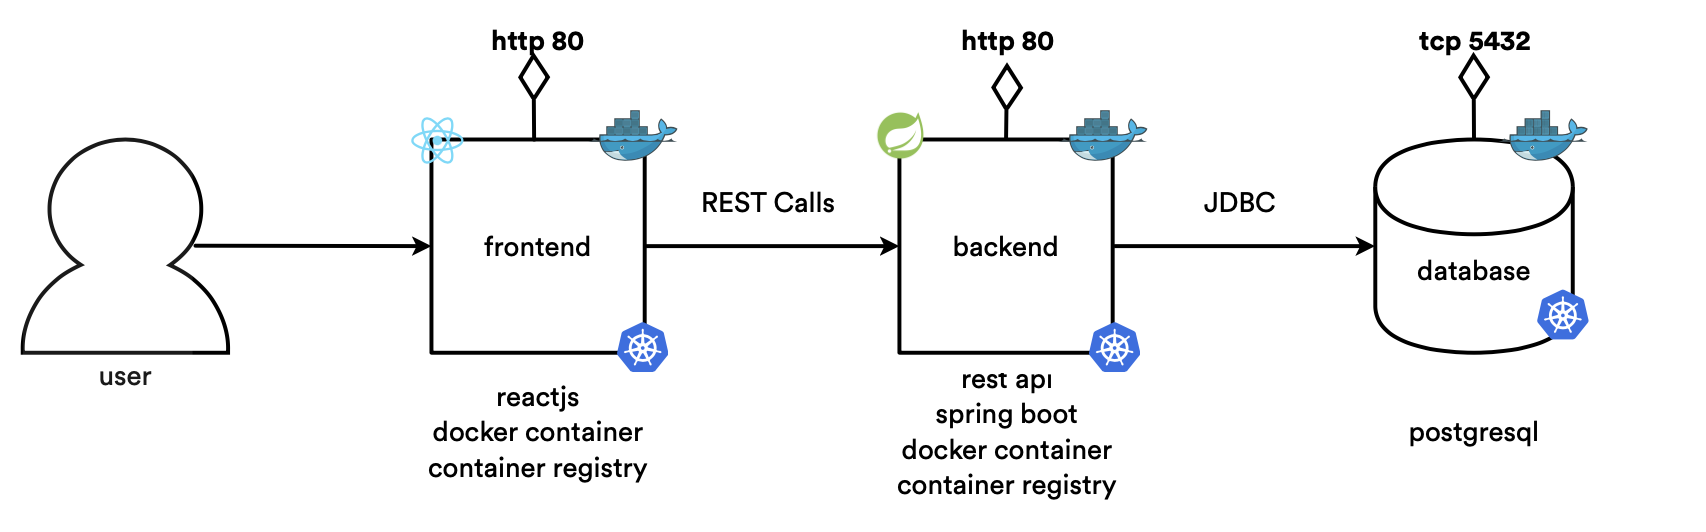 http 80
http 80
tcp 5432
REST Calls
JDBC
frontend
backend
database
user
reactjs
docker container
container registry
rest api
spring boot
docker container
container registry
postgresql